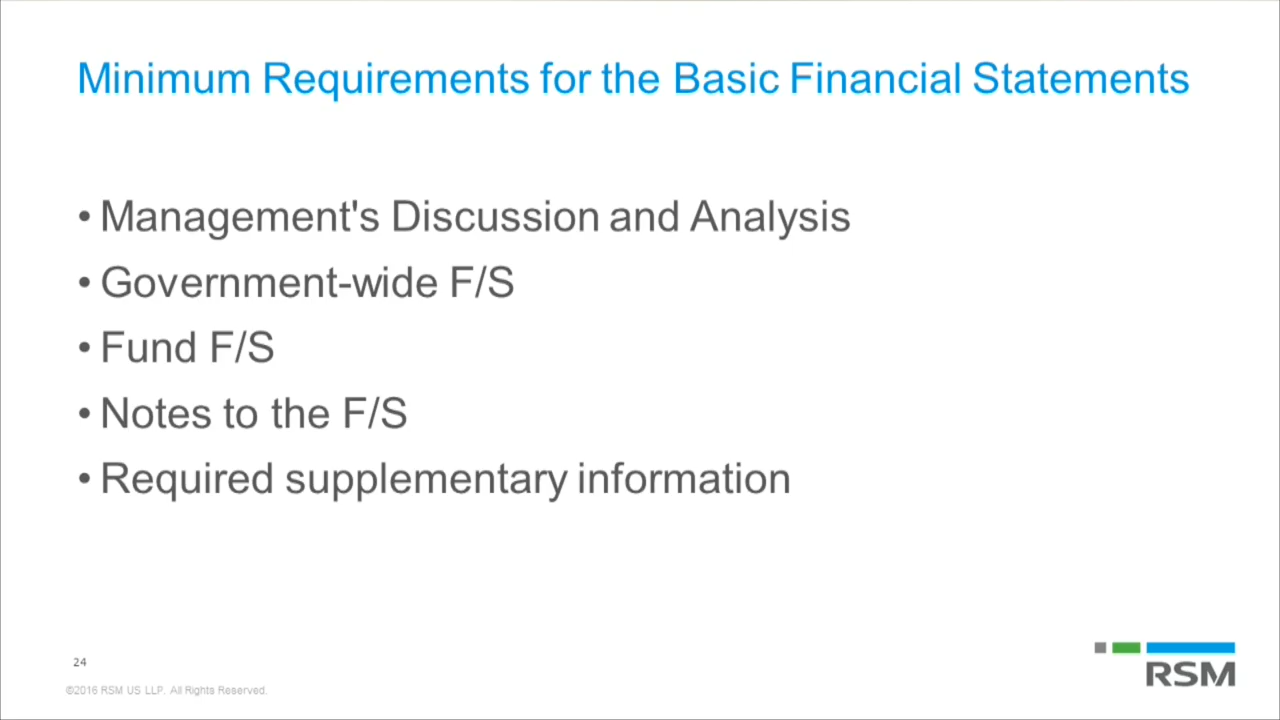 Minimum Requirements for the Basic Financial Statements
• Management's Discussion and Analysis
• Government-wide F/S
• Fund F/S
• Notes to the F/S
• Required supplementary information
24
©2016 RSM US LLP. All Rights Reserved.
RSM